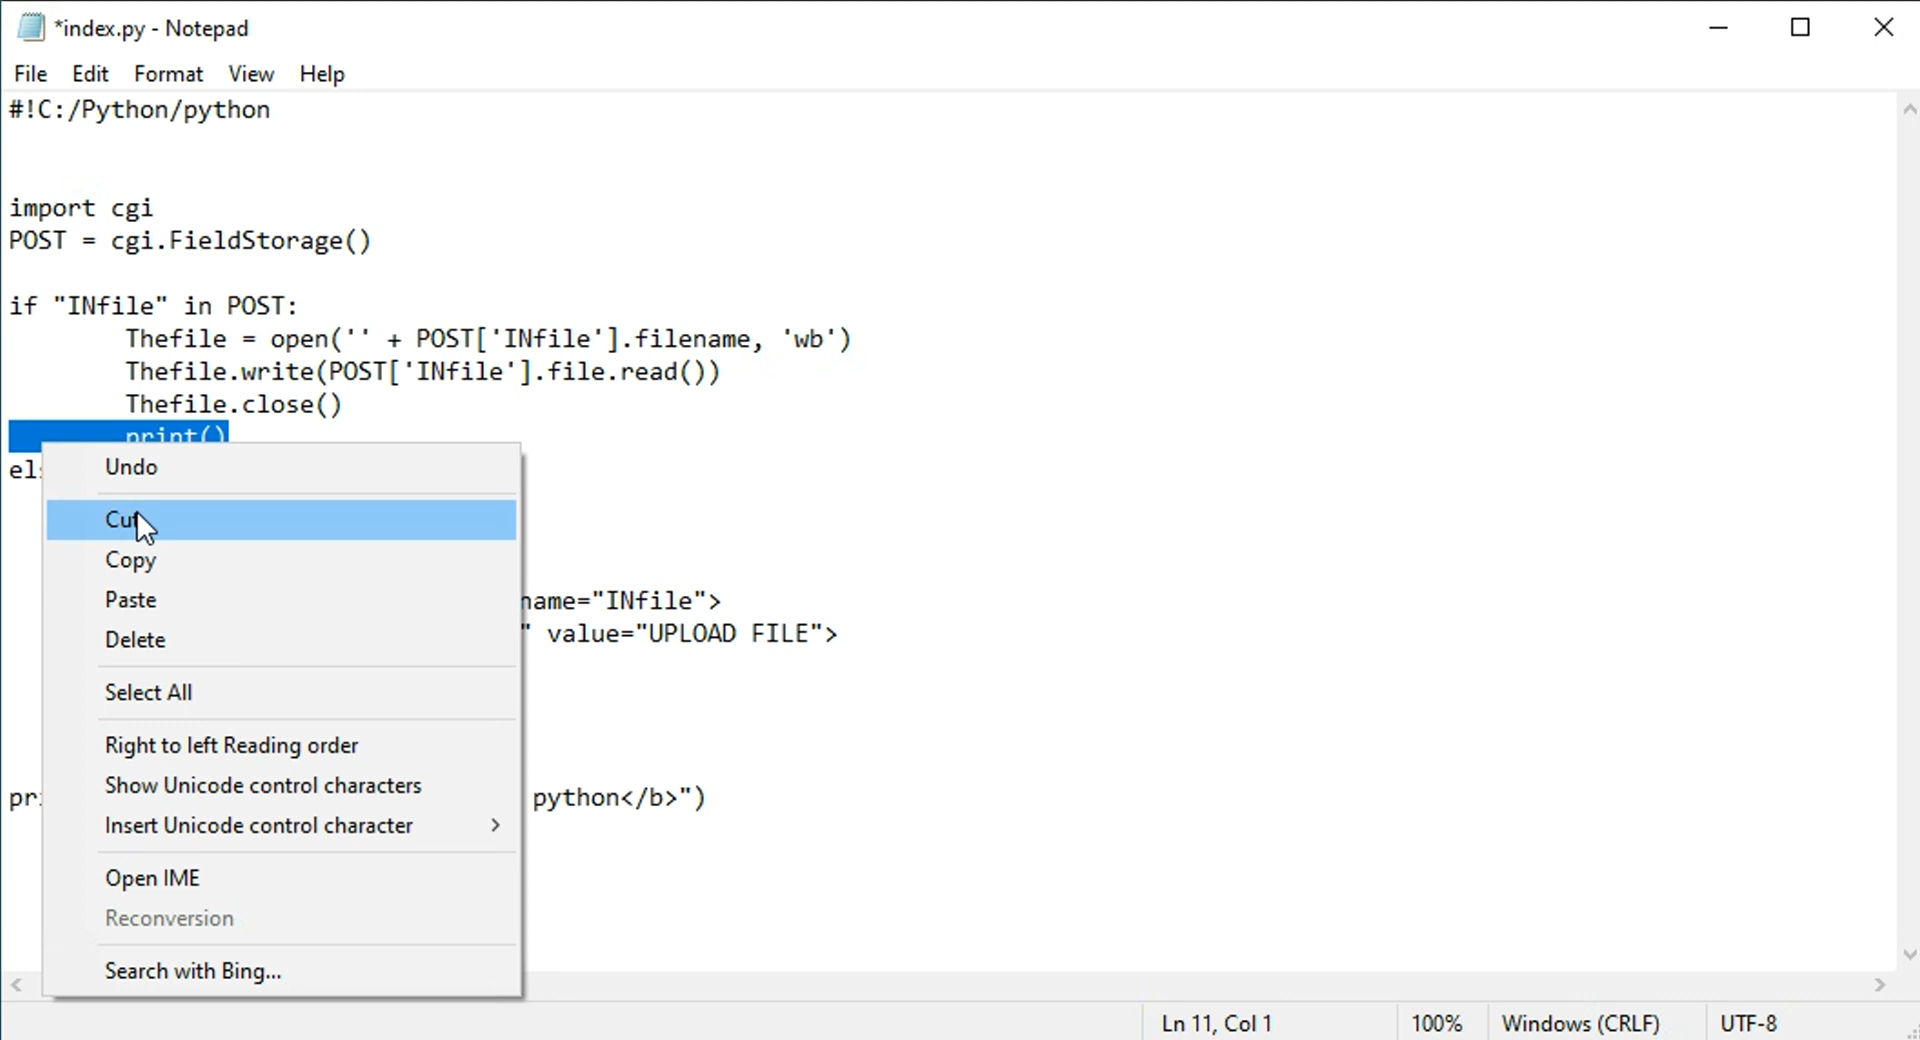 *index.py - Notepad
File Edit Format View Help
#!C:/Python/python
import cgi
POST = cgi.FieldStorage()
if "INfile" in POST:
Thefile = open('' + POST['INfile'].filename, 'wb')
Thefile.write(POST['INfile'].file.read())
Thefile.close()
print()
Undo
Cut
Copy
name="INfile">
Paste
" value="UPLOAD FILE">
Delete
Select All
Right to left Reading order
Show Unicode control characters
python</b>")
Insert Unicode control character
Open IME
Reconversion
Search with Bing...
Ln 11, Col 1 100% Windows (CRLF) UTF-8